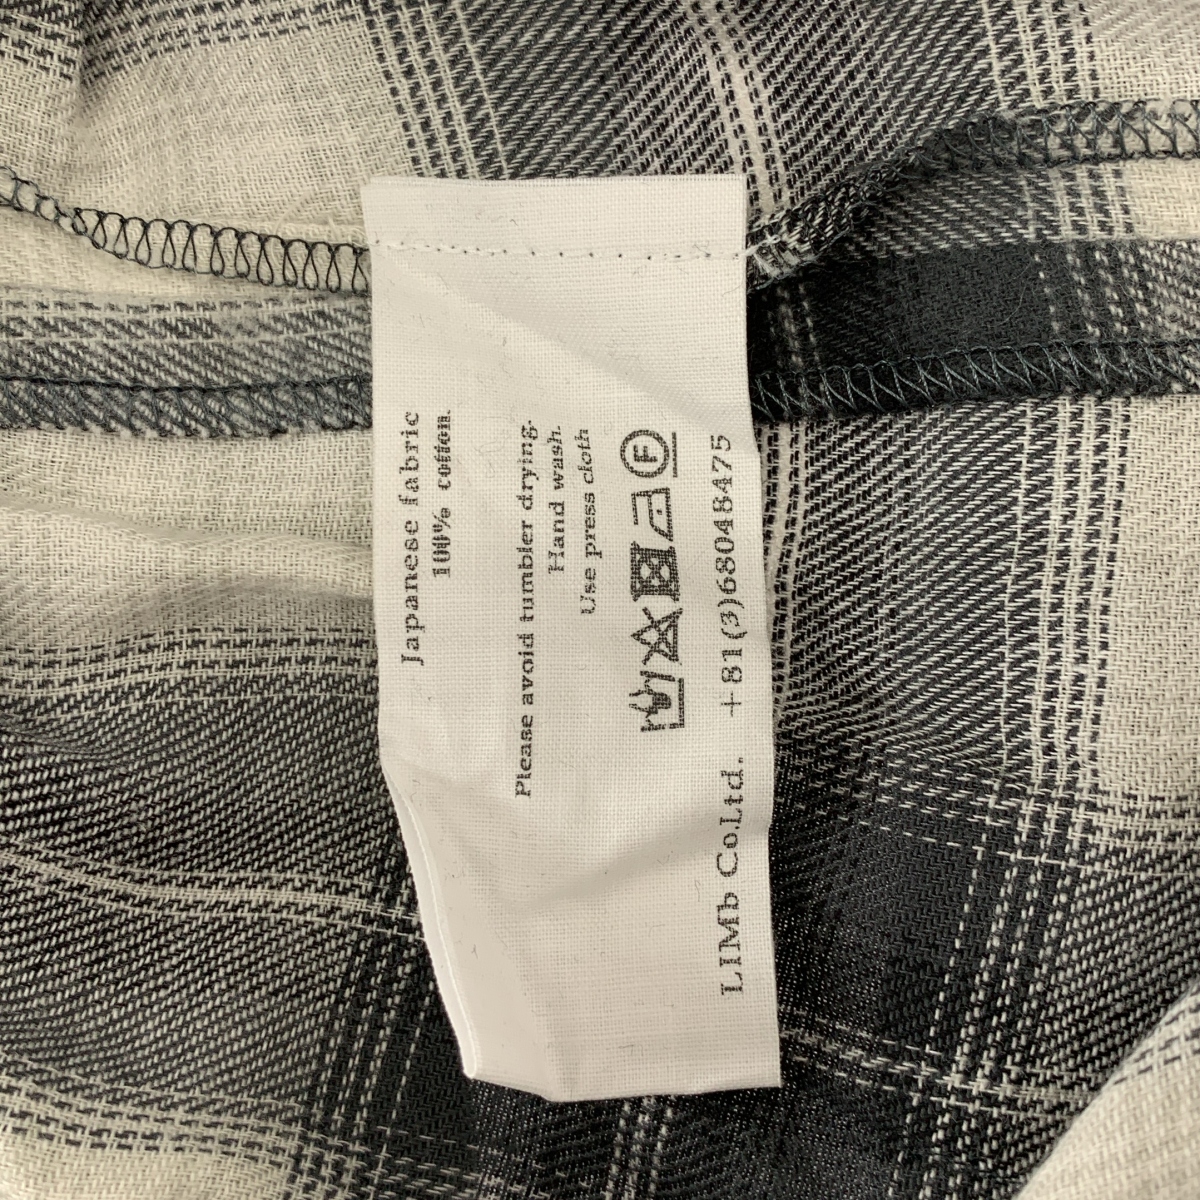 Japanese fabric
100% cotton.
Please avoid tumbler drying.
Hand wash.
Use press cloth
F
LIMb Co.Ltd. +81(3)68048475